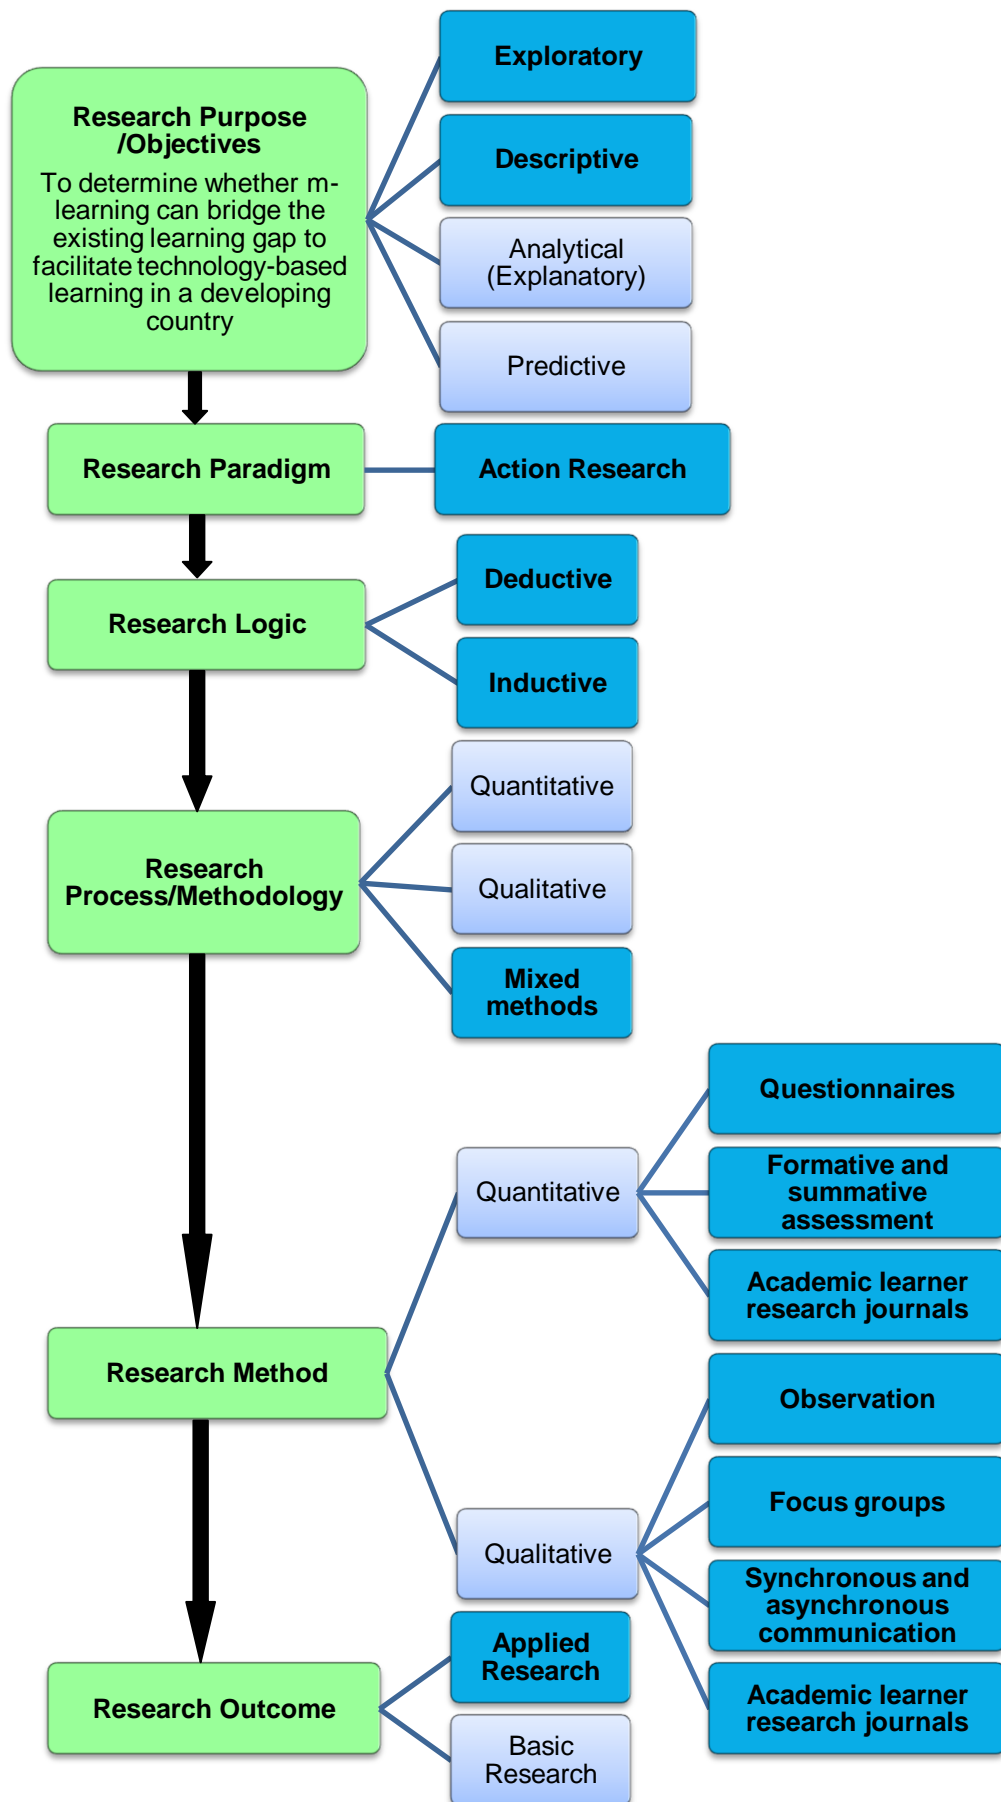 Research Purpose
/Objectives
To determine whether m-
learning can bridge the
existing learning gap to
facilitate technology-based
learning in a developing
country
Exploratory
Descriptive
Analytical
(Explanatory)
Predictive
Research Paradigm
Action Research
Research Logic
Deductive
Inductive
Research
Process/Methodology
Quantitative
Qualitative
Mixed
methods
Research Method
Quantitative
Questionnaires
Formative and
summative
assessment
Academic learner
research journals
Qualitative
Observation
Focus groups
Synchronous and
asynchronous
communication
Academic learner
research journals
Research Outcome
Applied
Research
Basic
Research